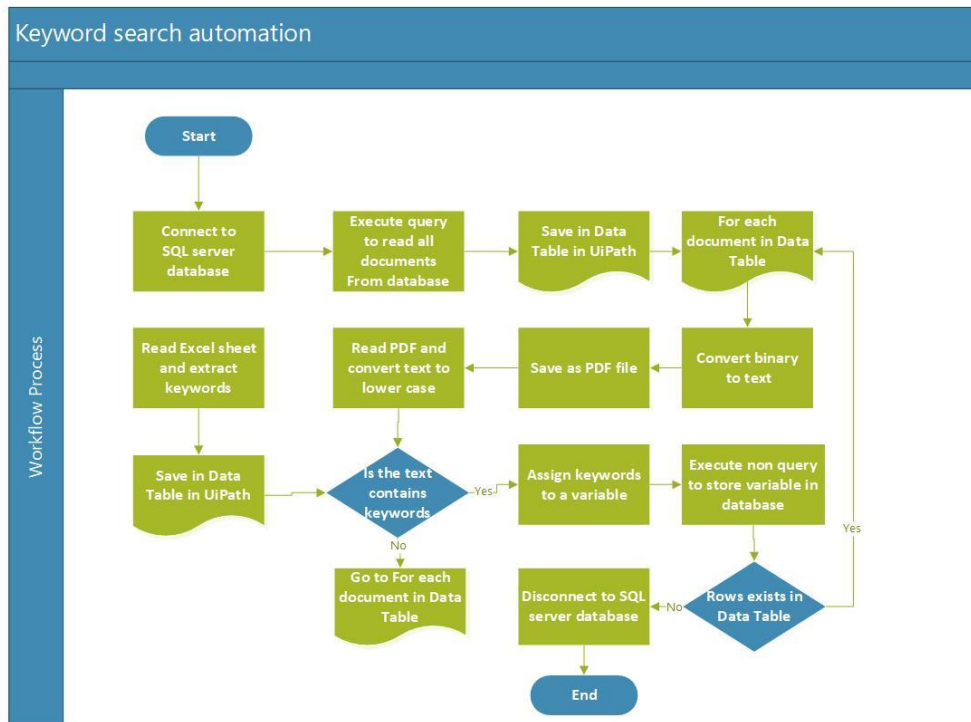 Keyword search automation
Workflow Process
Start
Connect to
SQL server
database
Execute query
to read all
documents
From database
Save in Data
Table in UiPath
For each
document in Data
Table
Read Excel sheet
and extract
keywords
Read PDF and
convert text to
lower case
Save as PDF file
Convert binary
to text
Save in Data
Table in UiPath
Is the text
contains
keywords
Yes
Assign keywords
to a variable
Execute non query
to store variable in
database
Yes
No
Go to For each
document in Data
Table
Disconnect to SQL
server database
No
Rows exists in
Data Table
End